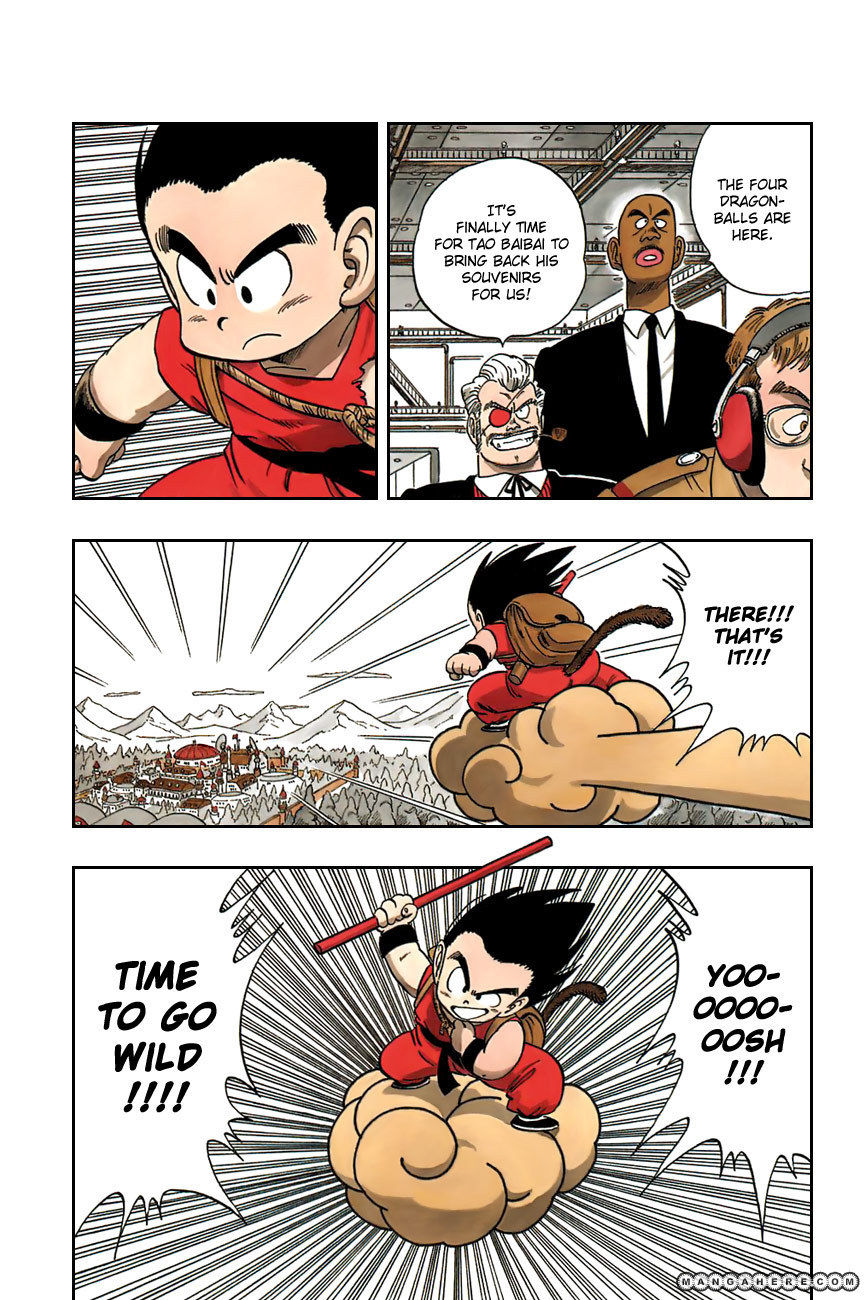 THE FOUR
DRAGON-
BALLS ARE
HERE.
IT'S
FINALLY TIME
FOR TAO BAIBAI TO
BRING BACK HIS
SOUVENIRS
FOR US!
THERE!!!
THAT'S
IT!!!
YOO-
OOOO-
OOSH
!!!
TIME
TO GO
WILD
!!!!
MANGAHERE.COM